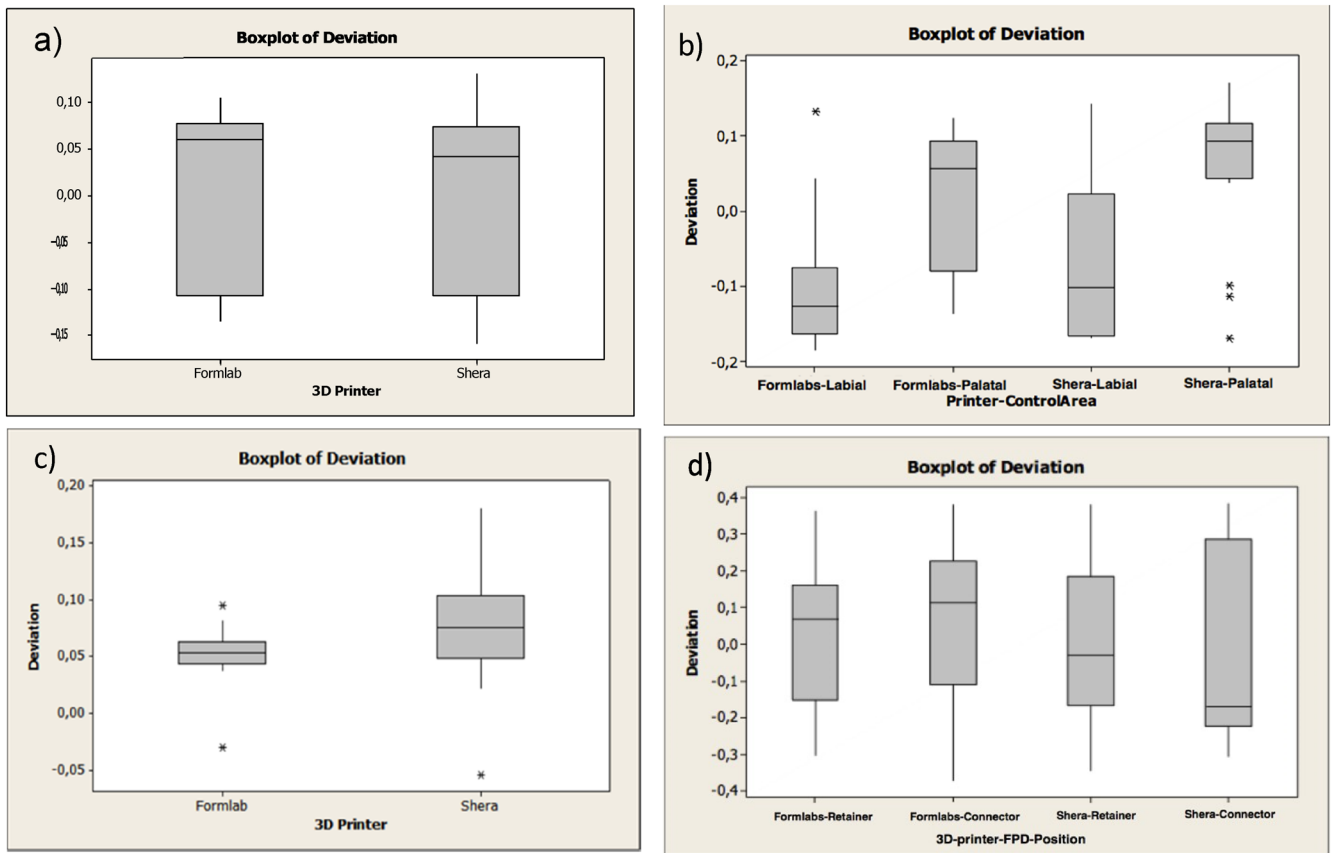 a)
Boxplot of Deviation
0,10
0,05
0,00
-0,05
-0,10
-0,15
Formlab Shera
3D Printer
b)
Boxplot of Deviation
Deviation
0,2
0,1
0,0
-0,1
-0,2
Formlabs-Labial Formlabs-Palatal Shera-Labial Shera-Palatal
Printer-ControlArea
c)
Boxplot of Deviation
Deviation
0,20
0,15
0,10
0,05
0,00
-0,05
Formlab Shera
3D Printer
d)
Boxplot of Deviation
Deviation
0,4
0,3
0,2
0,1
0,0
-0,1
-0,2
-0,3
-0,4
Formlabs-Retainer Formlabs-Connector Shera-Retainer Shera-Connector
3D-printer-FPD-Position